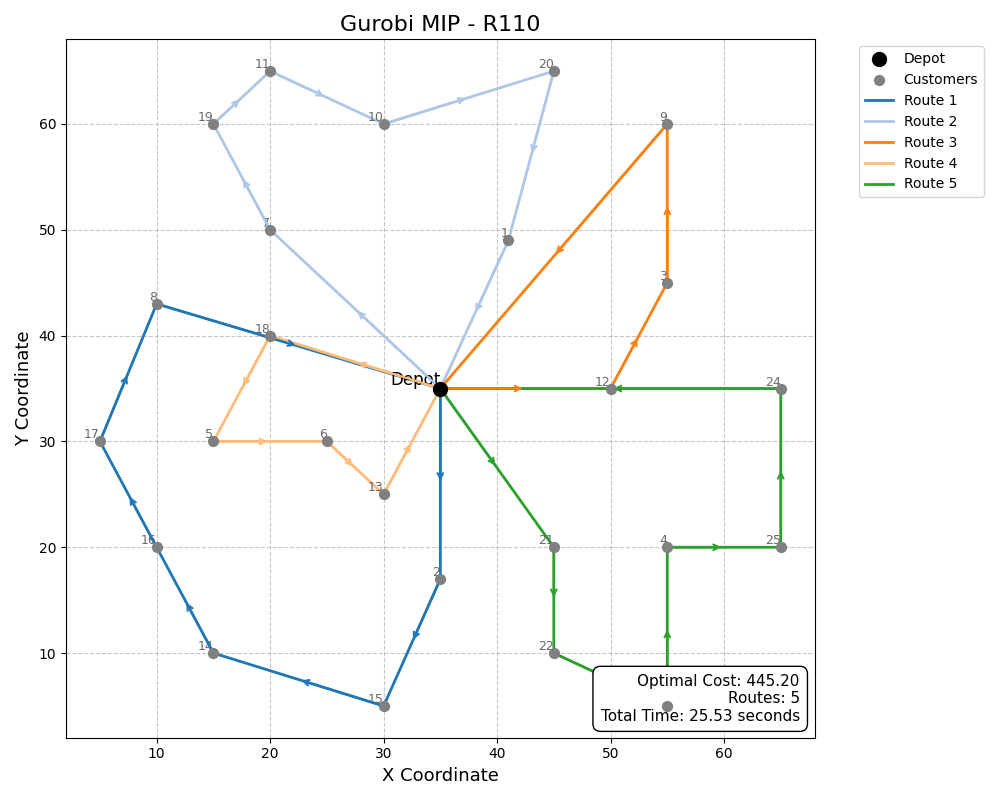 Gurobi MIP - R110
Depot
Customers
Route 1
Route 2
Route 3
Route 4
Route 5
11
20
19
10
9
7
1
3
8
18
Depot
12
24
17
5
6
13
16
21
4
25
2
14
22
15
Optimal Cost: 445.20
Routes: 5
Total Time: 25.53 seconds
60
50
40
30
20
10
10
20
30
40
50
60
X Coordinate
Y Coordinate